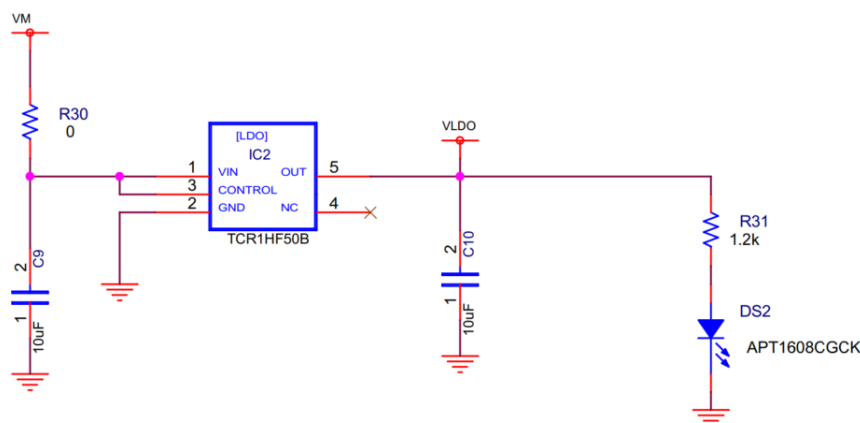 VM
R30
0
[LDO]
IC2
1
VIN
OUT
5
3
CONTROL
2
GND
NC
4
TCR1HF50B
VLDO
2
C9
1
10uF
2
C10
1
10uF
R31
1.2k
DS2
APT1608CGCK